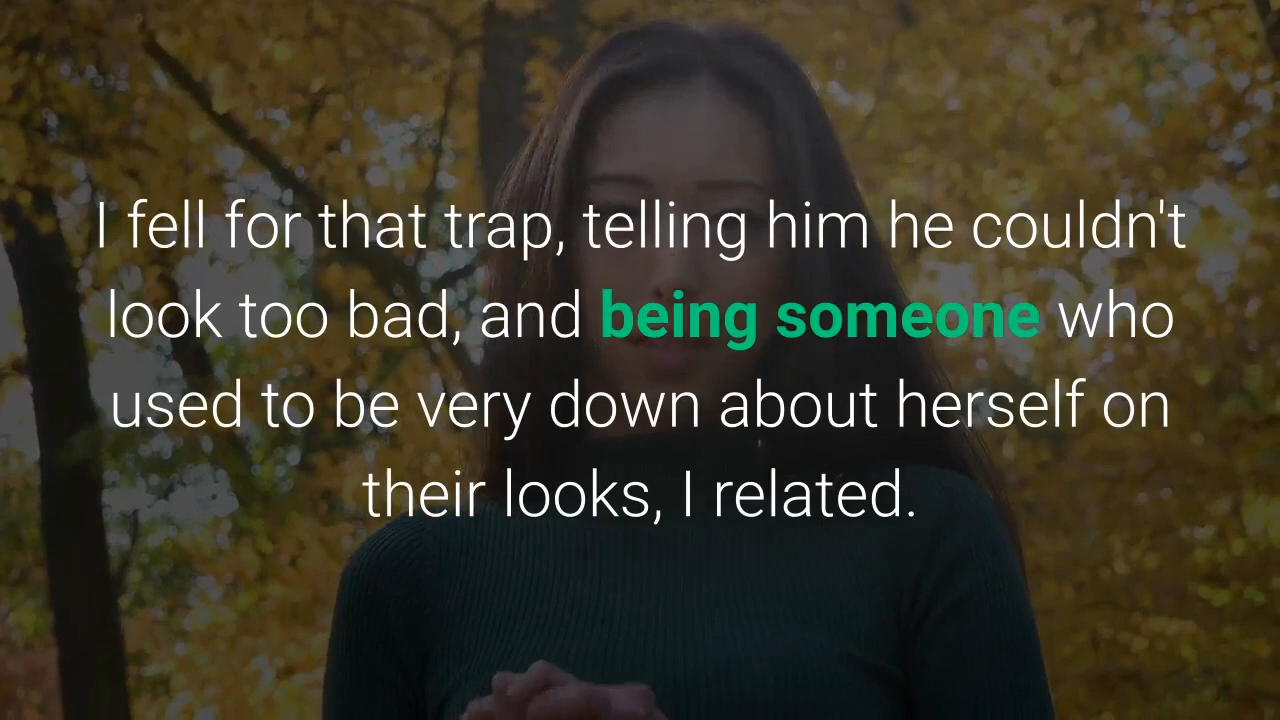 I fell for that trap, telling him he couldn't
look too bad, and being someone who
used to be very down about herself on
their looks, I related.